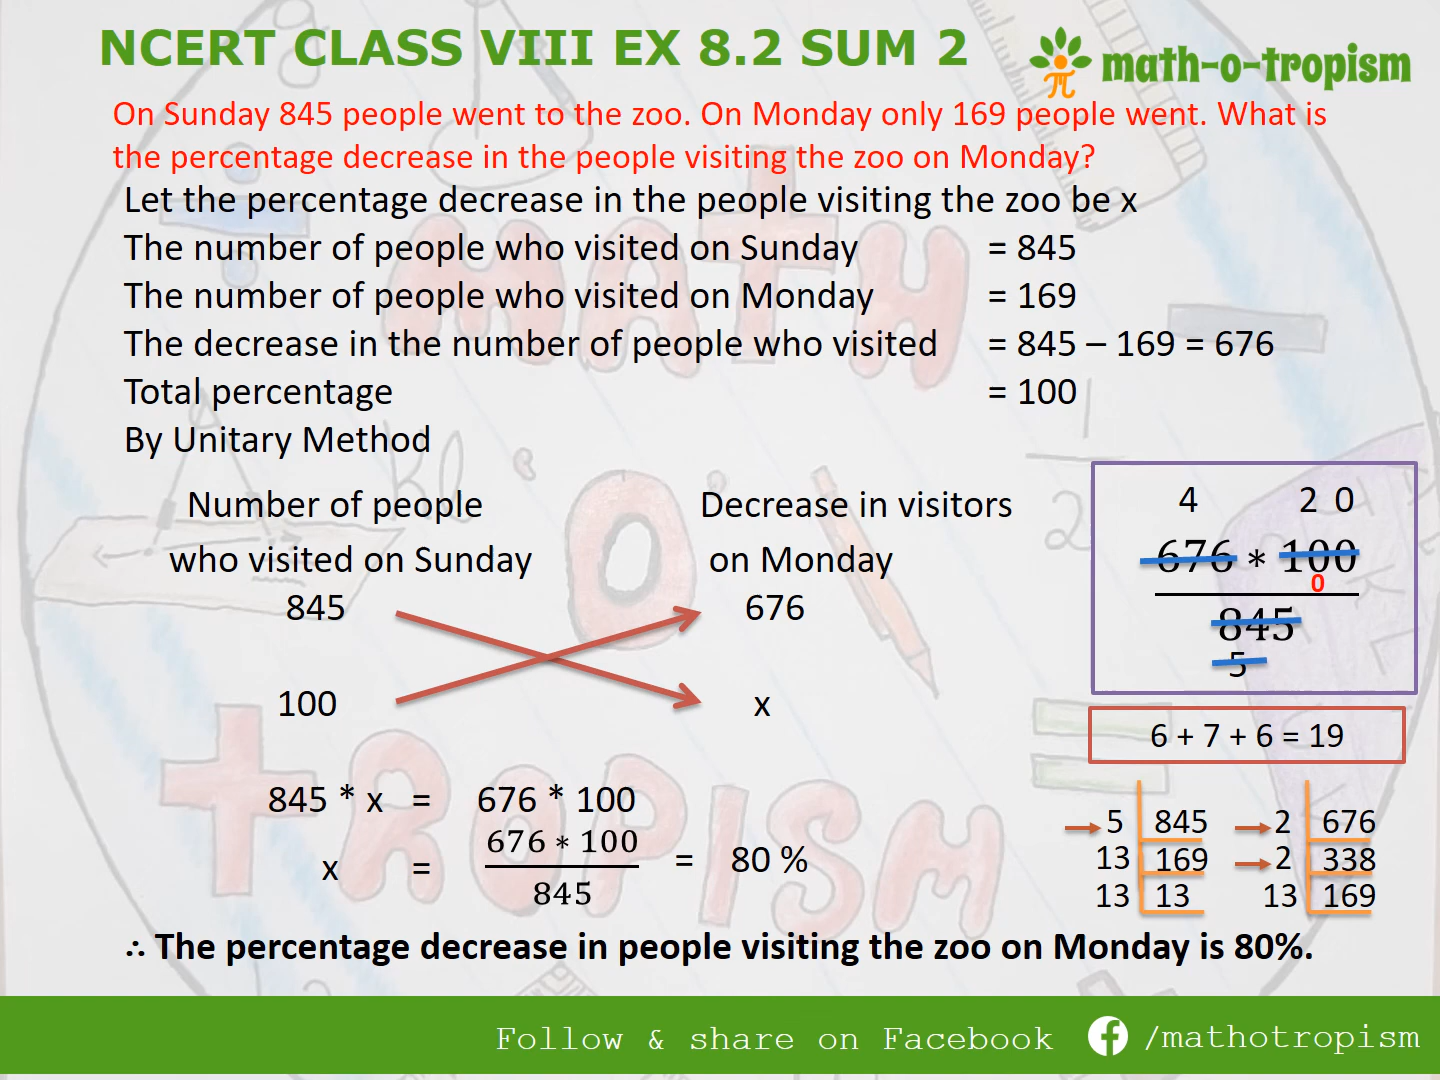 NCERT CLASS VIII EX 8.2 SUM 2
math-o-tropism
On Sunday 845 people went to the zoo. On Monday only 169 people went. What is
the percentage decrease in the people visiting the zoo on Monday?
Let the percentage decrease in the people visiting the zoo be x
The number of people who visited on Sunday = 845
The number of people who visited on Monday = 169
The decrease in the number of people who visited = 845 – 169 = 676
Total percentage = 100
By Unitary Method
Number of people Decrease in visitors
who visited on Sunday on Monday
845 676
100 x
845 * x = 676 * 100
x = 676 * 100 / 845 = 80 %
4 2 0
676 * 100
0
845
5
6 + 7 + 6 = 19
5 845 2 676
13 169 2 338
13 13 13 169
∴ The percentage decrease in people visiting the zoo on Monday is 80%.
Follow & share on Facebook /mathotropism
MATH
'O'
TROPISM